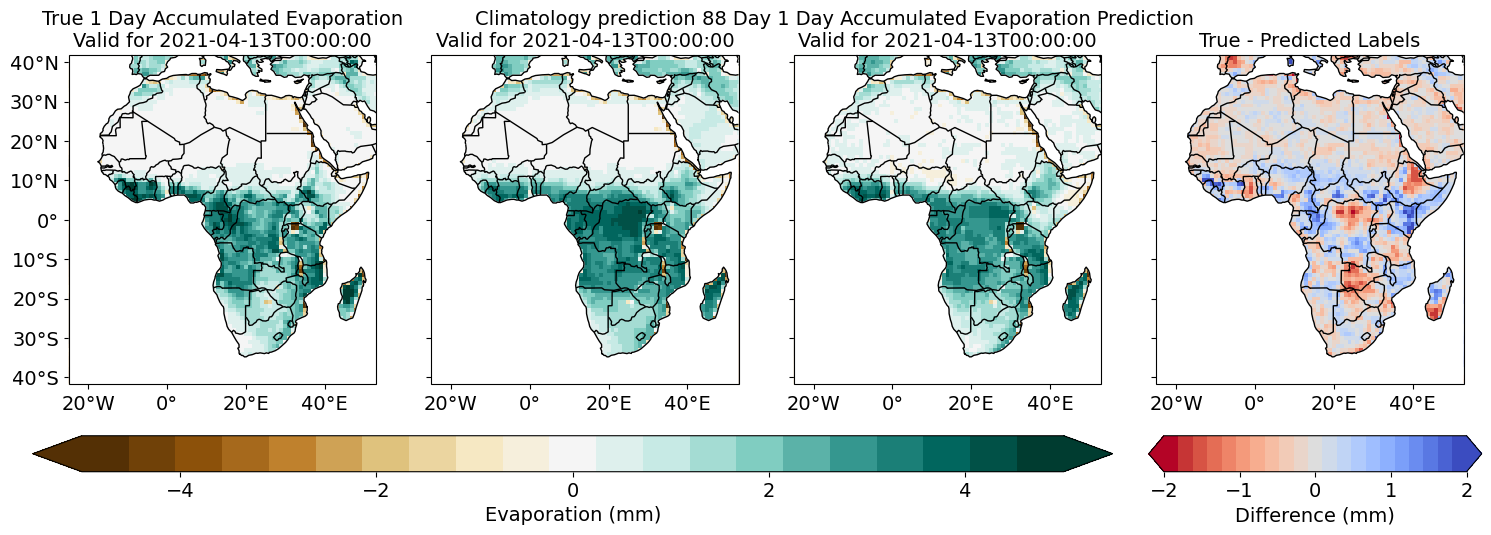 True 1 Day Accumulated Evaporation
Valid for 2021-04-13T00:00:00
Climatology prediction 88 Day 1 Day Accumulated Evaporation Prediction
Valid for 2021-04-13T00:00:00
Valid for 2021-04-13T00:00:00
True - Predicted Labels
40°N
30°N
20°N
10°N
0°
10°S
20°S
30°S
40°S
20°W 0° 20°E 40°E
20°W 0° 20°E 40°E
20°W 0° 20°E 40°E
20°W 0° 20°E 40°E
−4 −2 0 2 4
Evaporation (mm)
−2 −1 0 1 2
Difference (mm)